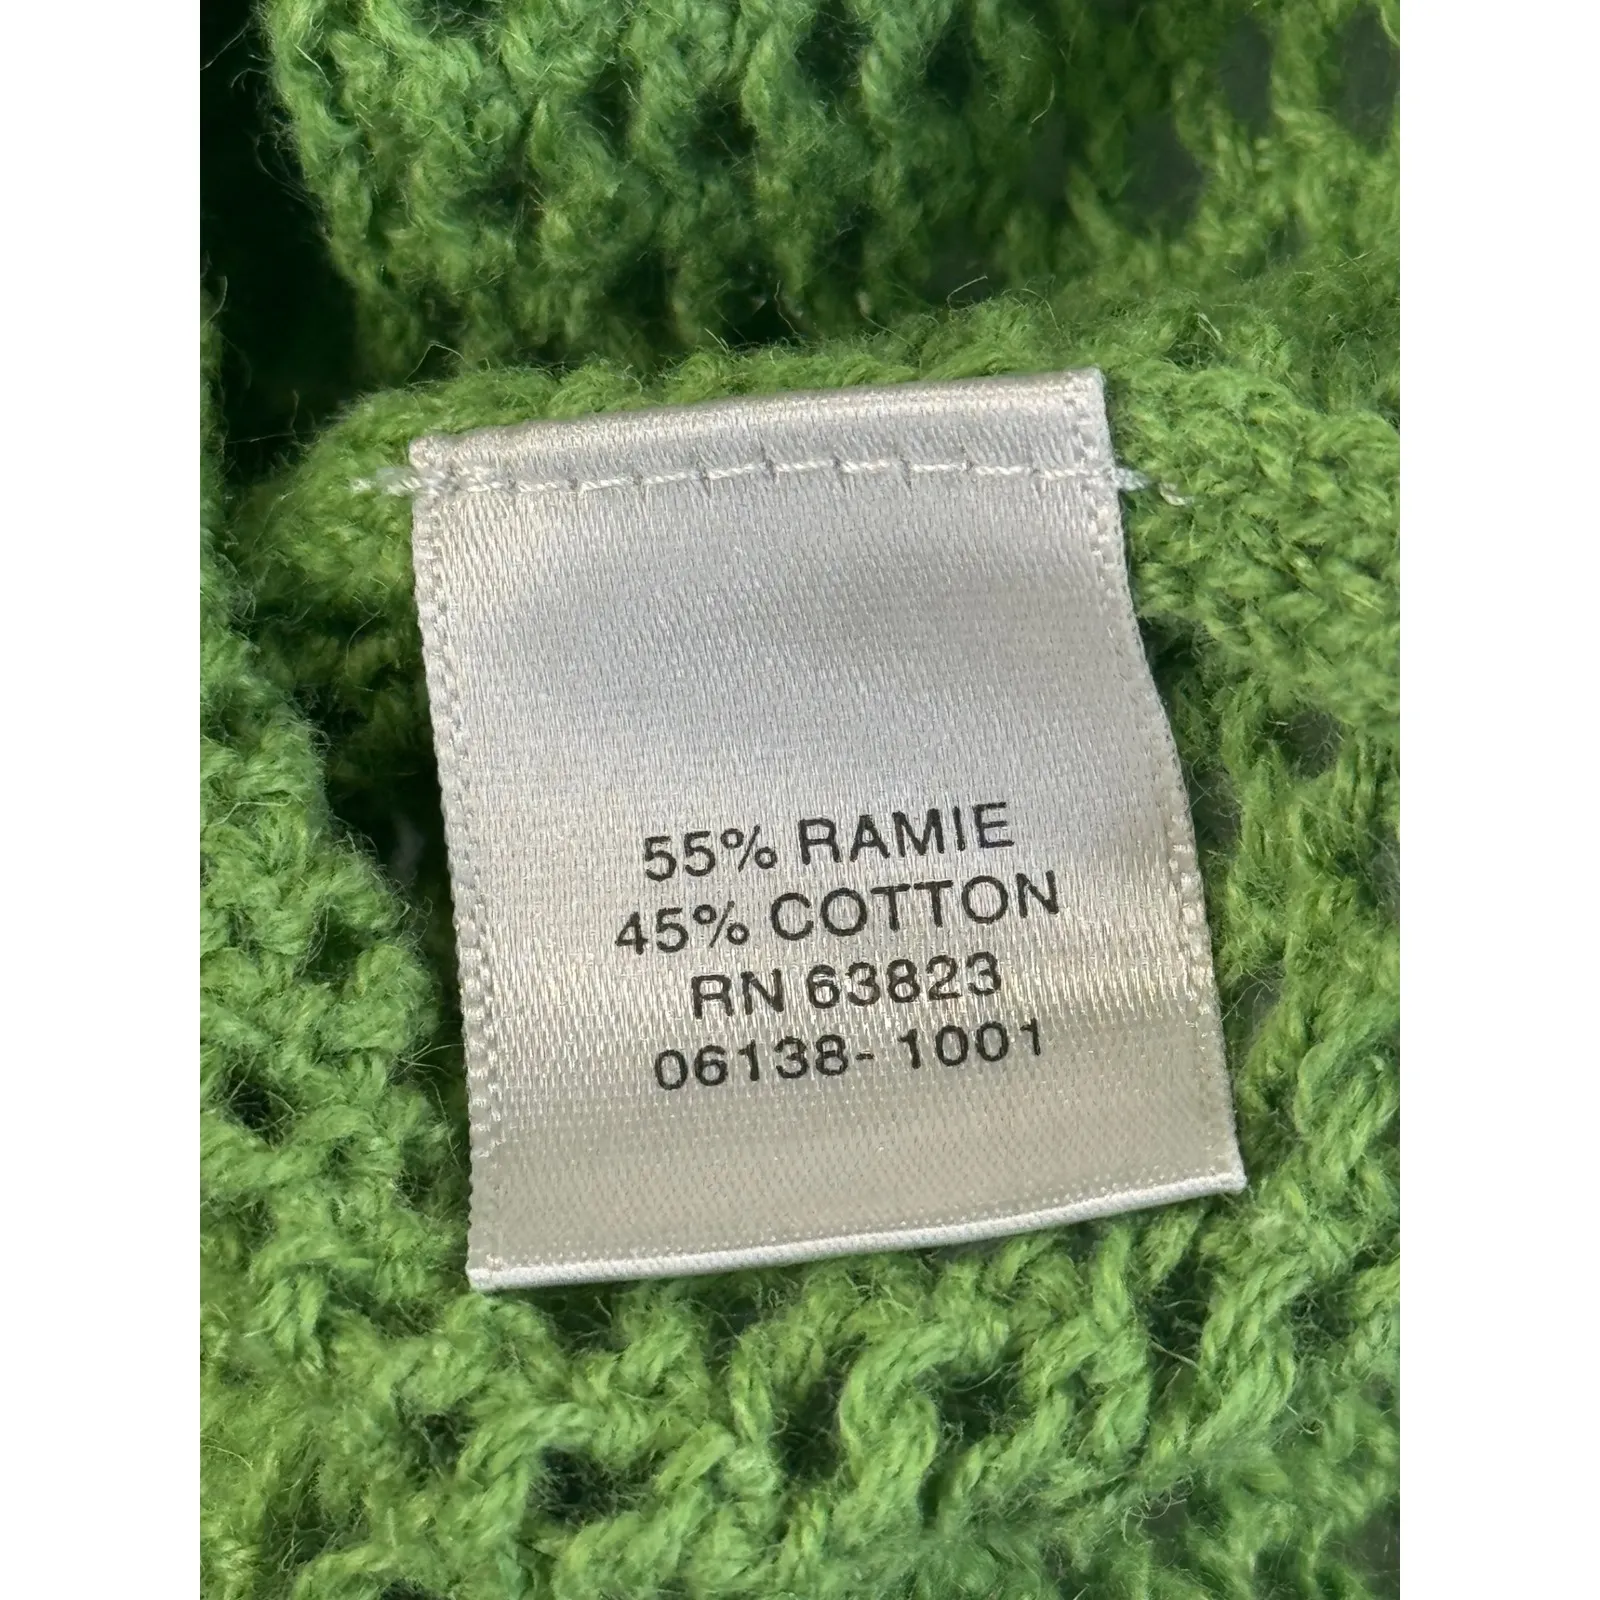 55% RAMIE
45% COTTON
RN 63823
06138-1001